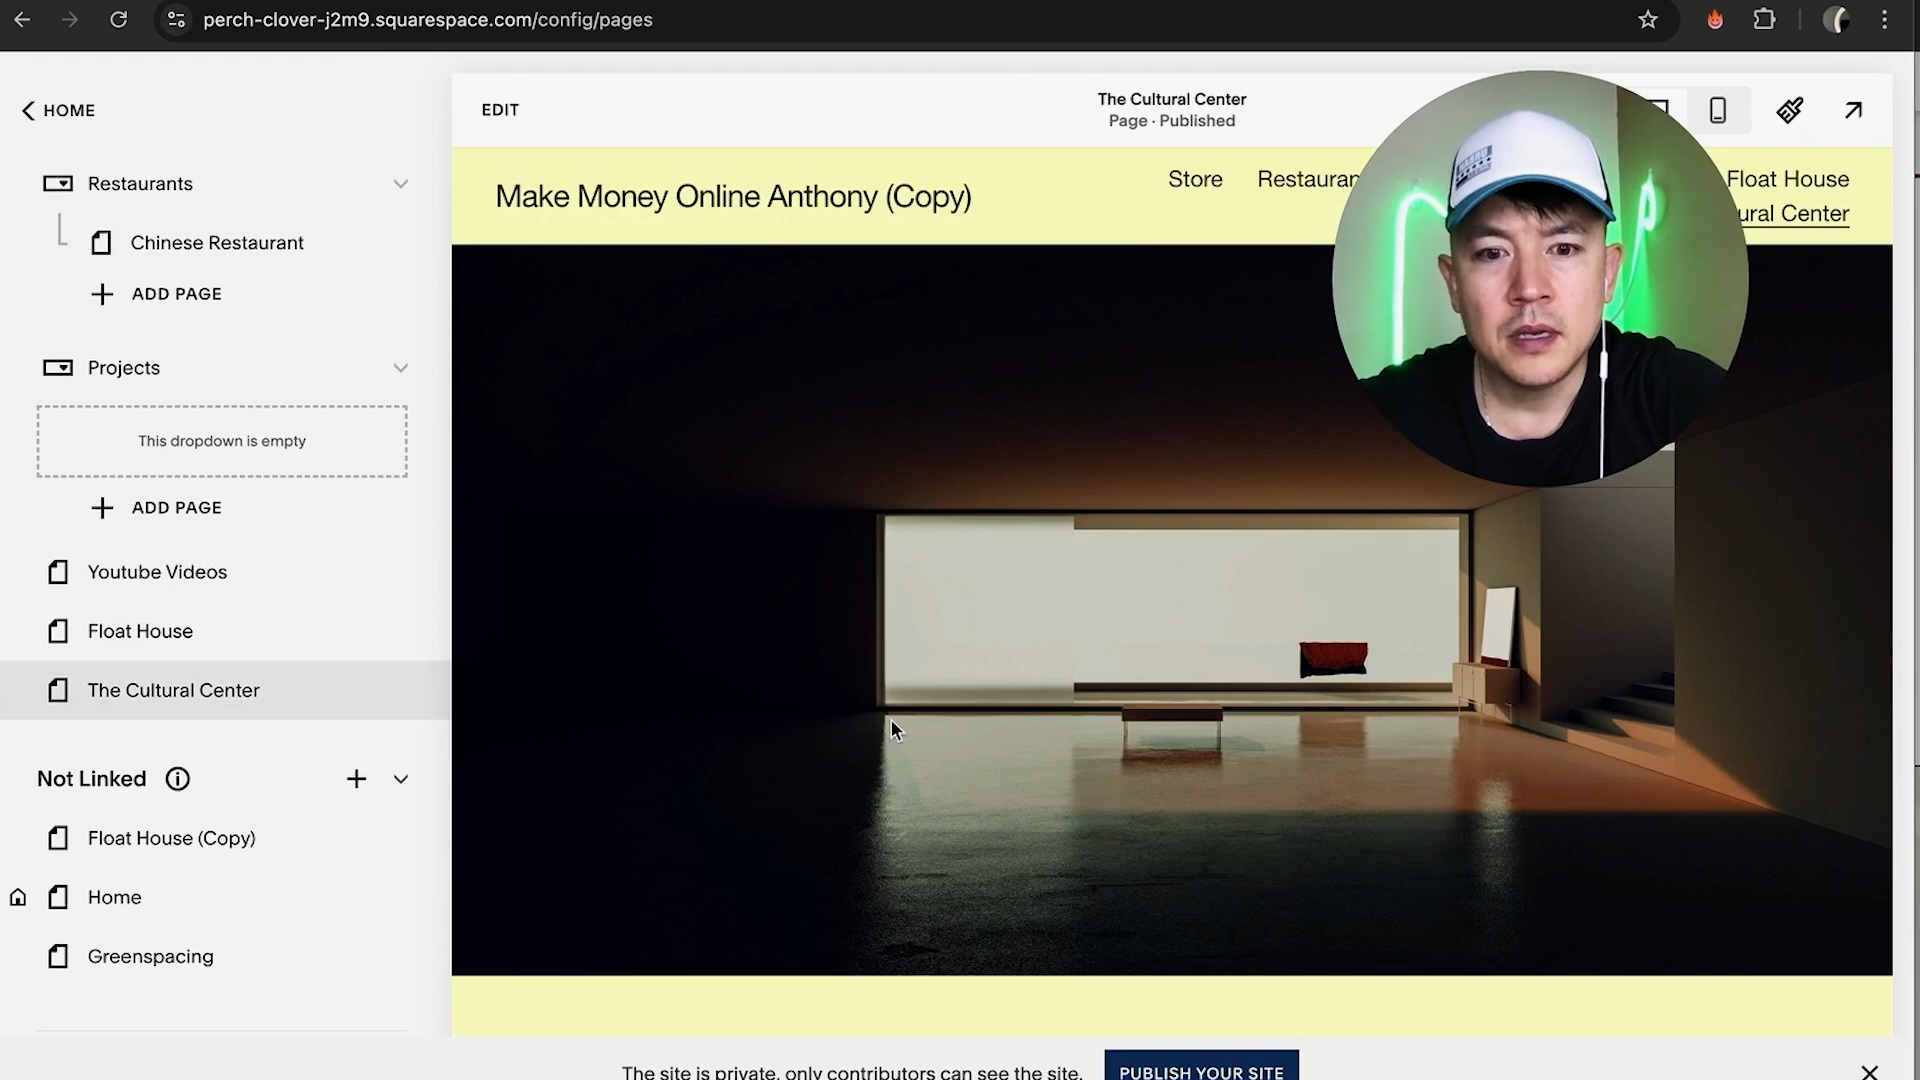 perch-clover-j2m9.squarespace.com/config/pages
HOME
Restaurants
Chinese Restaurant
ADD PAGE
Projects
This dropdown is empty
ADD PAGE
Youtube Videos
Float House
The Cultural Center
Not Linked
Float House (Copy)
Home
Greenspacing
EDIT
The Cultural Center
Page · Published
Make Money Online Anthony (Copy)
Store
Float House
Center
The site is private, only contributors can see the site.
PUBLISH YOUR SITE